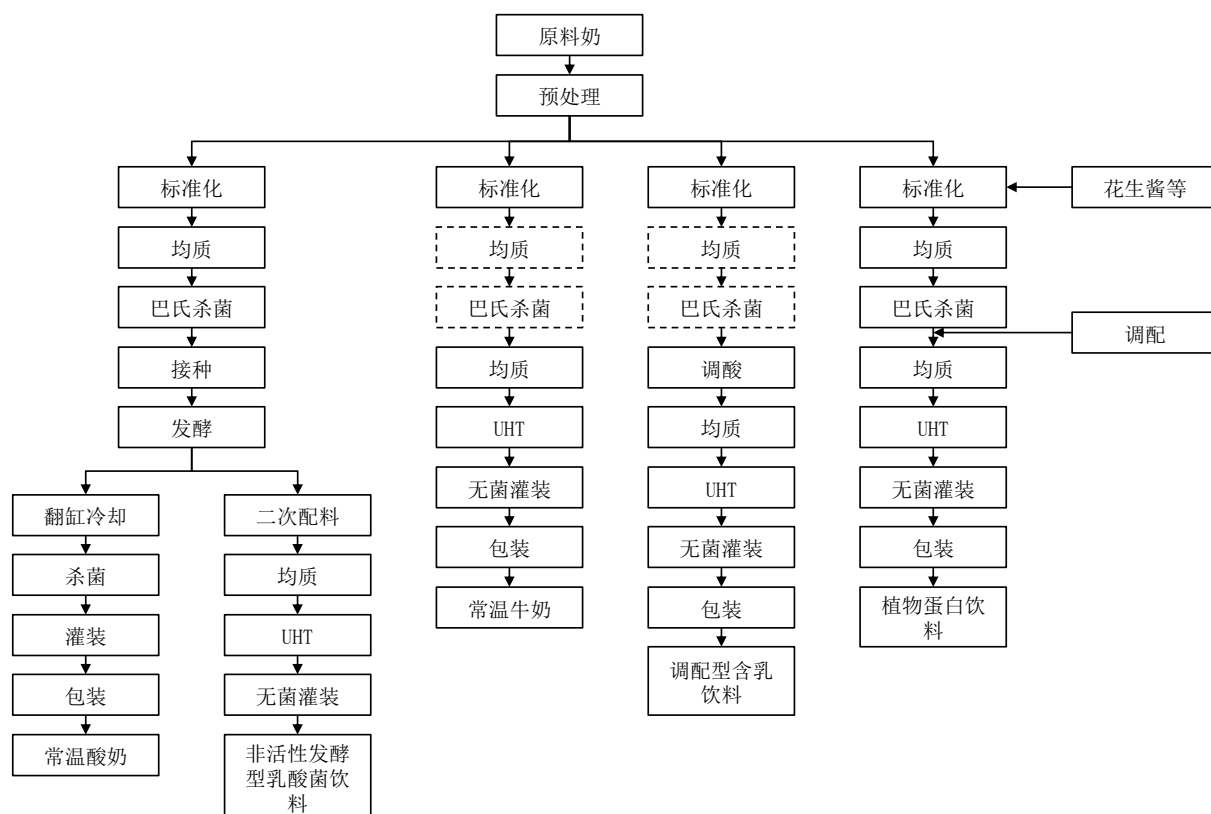 原料奶
预处理
标准化
均质
巴氏杀菌
接种
发酵
翻缸冷却
杀菌
灌装
包装
常温酸奶
二次配料
均质
UHT
无菌灌装
非活性发酵
型乳酸菌饮
料
标准化
均质
巴氏杀菌
均质
UHT
无菌灌装
包装
常温牛奶
标准化
均质
巴氏杀菌
调酸
均质
UHT
无菌灌装
包装
调配型含乳
饮料
标准化
花生酱等
均质
巴氏杀菌
调配
均质
UHT
无菌灌装
包装
植物蛋白饮
料